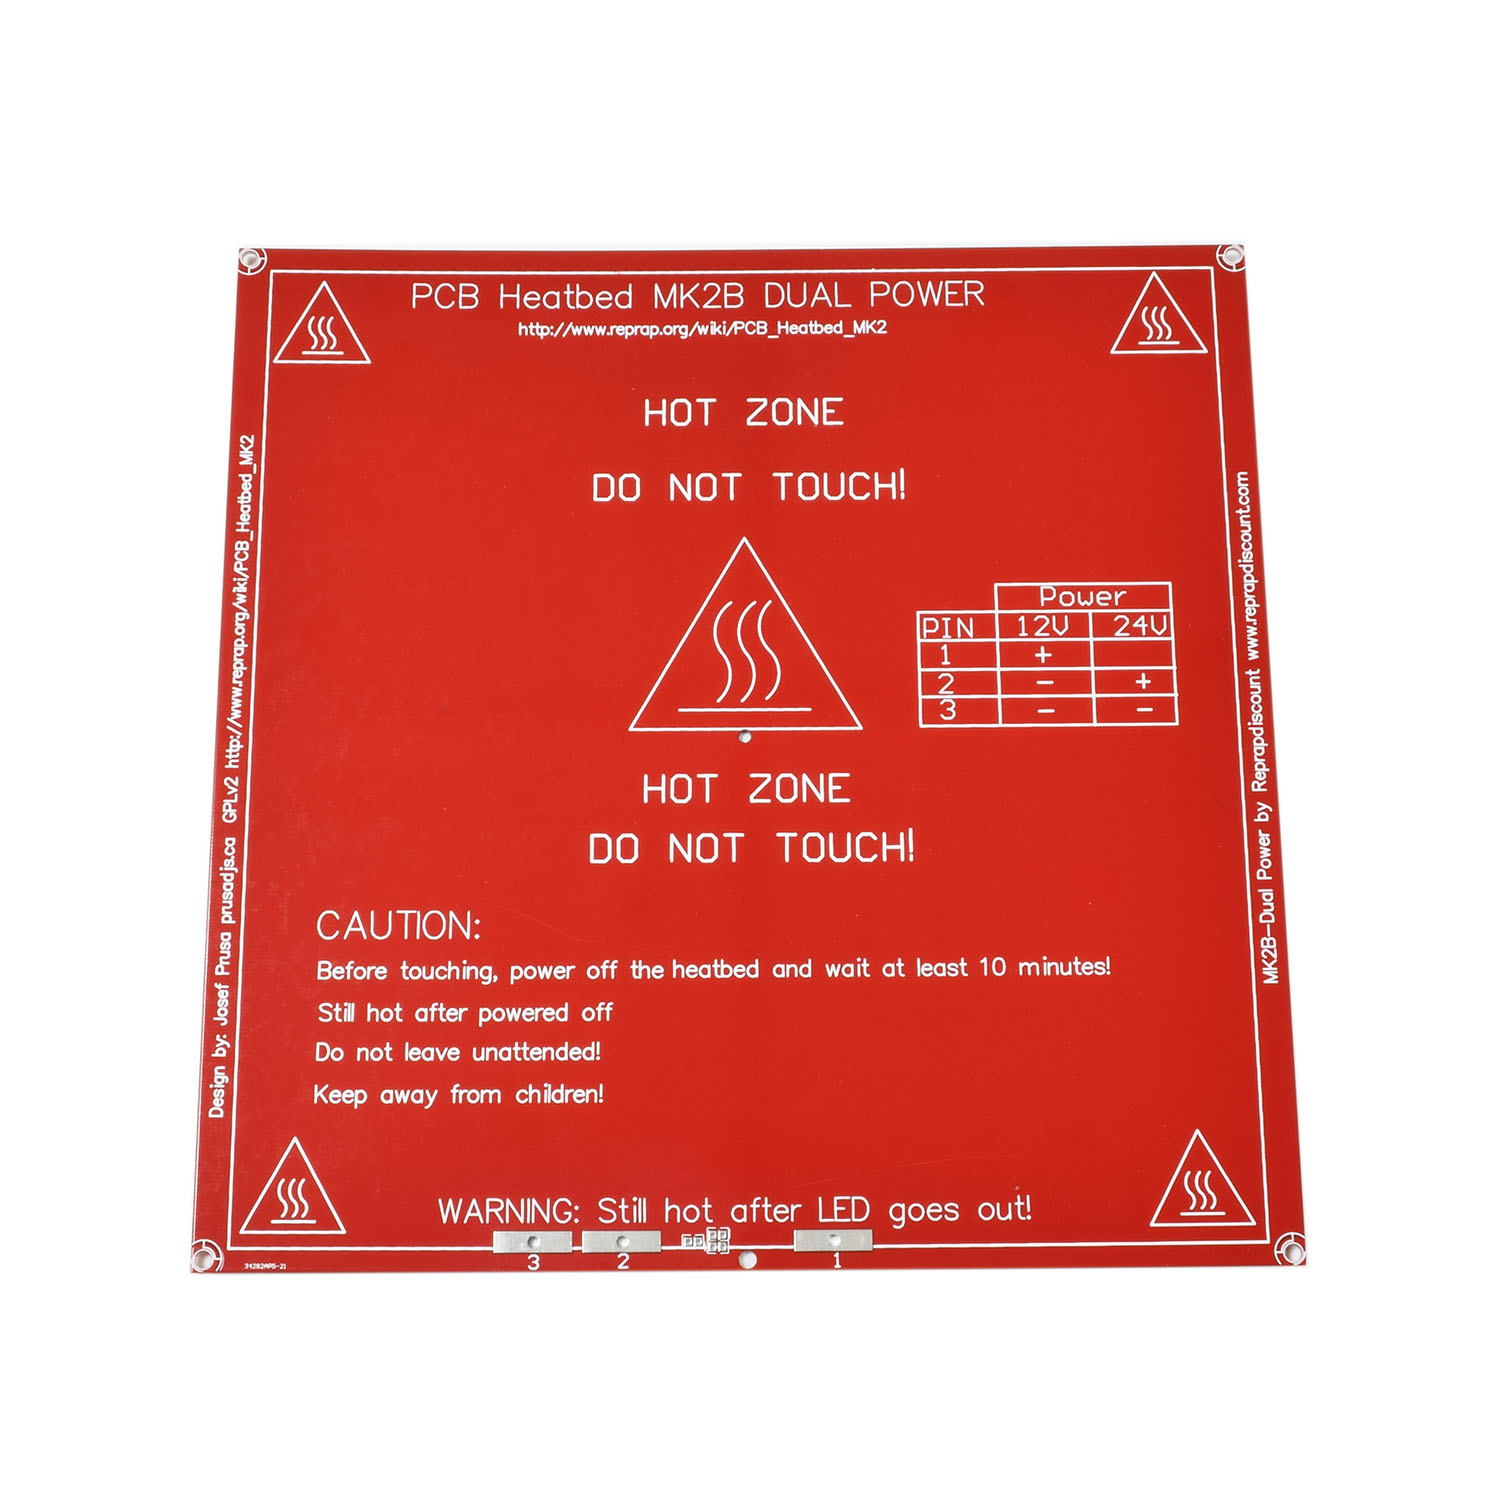 PCB Heatbed MK2B DUAL POWER
http://www.reprap.org/wiki/PCB_Heatbed_MK2
HOT ZONE
DO NOT TOUCH!
Power
PIN 12V 24V
1 +
2 - +
3 - -
HOT ZONE
DO NOT TOUCH!
CAUTION:
Before touching, power off the heatbed and wait at least 10 minutes!
Still hot after powered off
Do not leave unattended!
Keep away from children!
WARNING: Still hot after LED goes out!
3 2 1
Design by: Josef Prusa prusadjs.ca GPLv2 http://www.reprap.org/wiki/PCB_Heatbed_MK2
MK2B-Dual Power by Reprapdiscount www.reprapdiscount.com